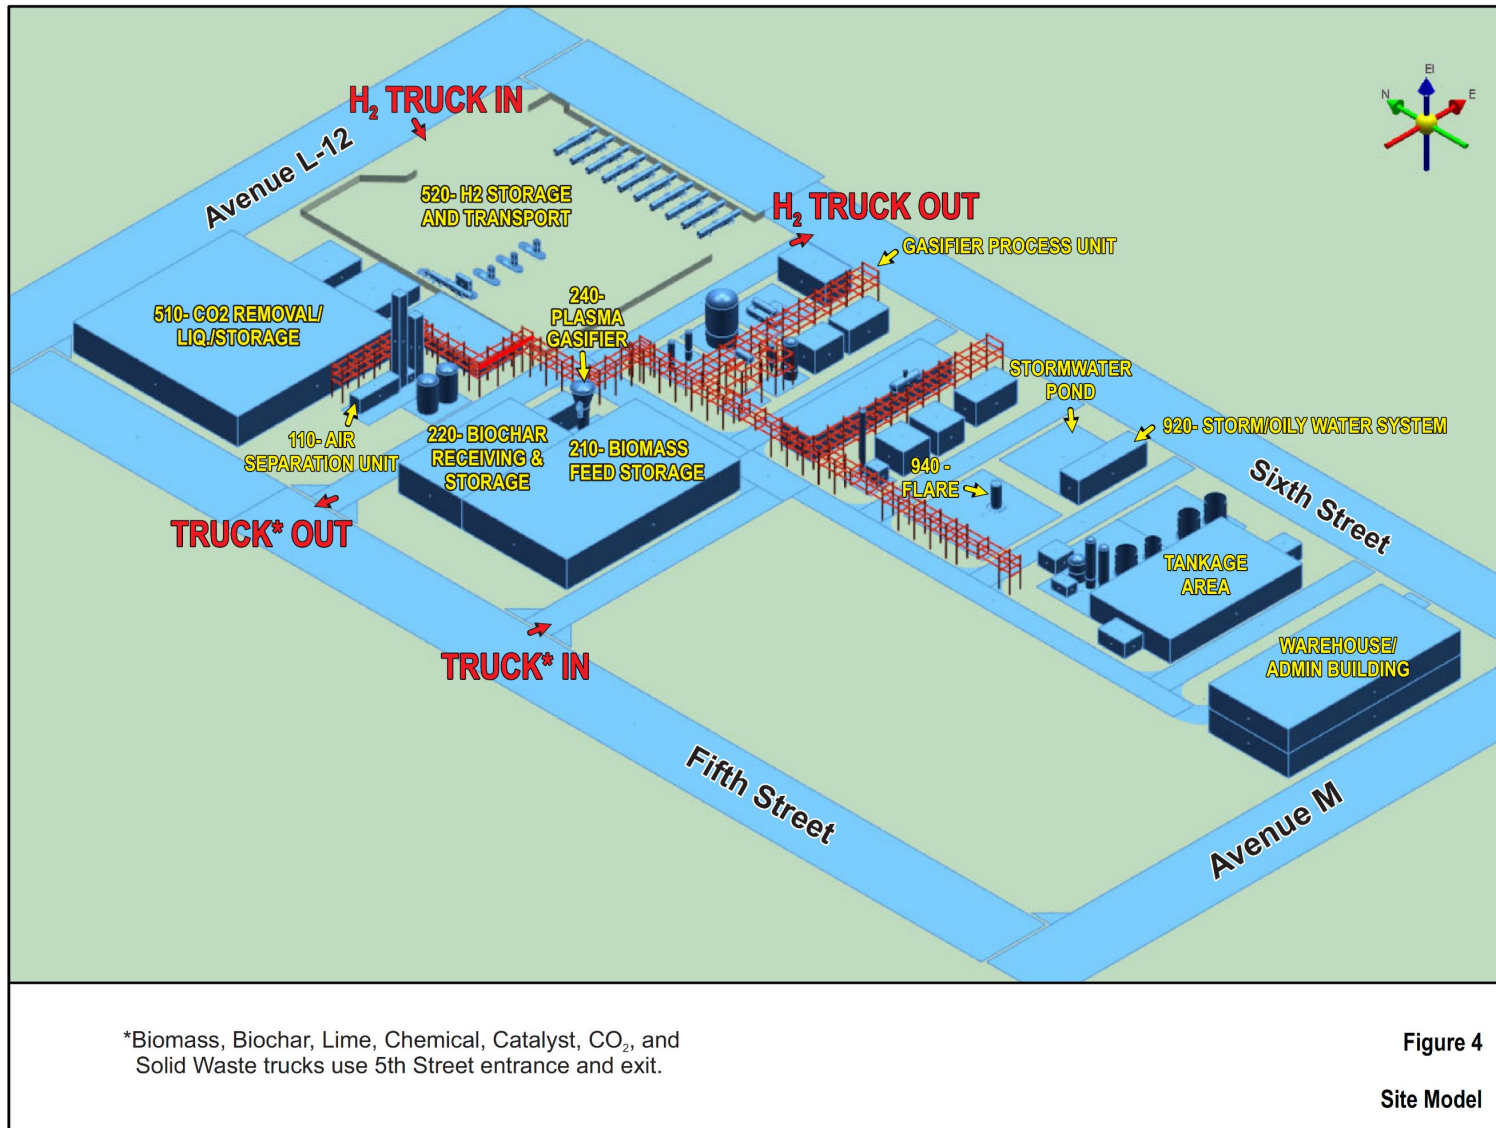 El
N
E
H₂ TRUCK IN
Avenue L-12
520- H2 STORAGE
AND TRANSPORT
H₂ TRUCK OUT
GASIFIER PROCESS UNIT
240-
PLASMA
GASIFIER
510- CO2 REMOVAL/
LIQ./STORAGE
STORMWATER
POND
110- AIR
SEPARATION UNIT
220- BIOCHAR
RECEIVING &
STORAGE
210- BIOMASS
FEED STORAGE
920- STORM/OILY WATER SYSTEM
940 -
FLARE
Sixth Street
TRUCK* OUT
TANKAGE
AREA
TRUCK* IN
WAREHOUSE/
ADMIN BUILDING
Fifth Street
Avenue M
*Biomass, Biochar, Lime, Chemical, Catalyst, CO₂, and
Solid Waste trucks use 5th Street entrance and exit.
Figure 4
Site Model